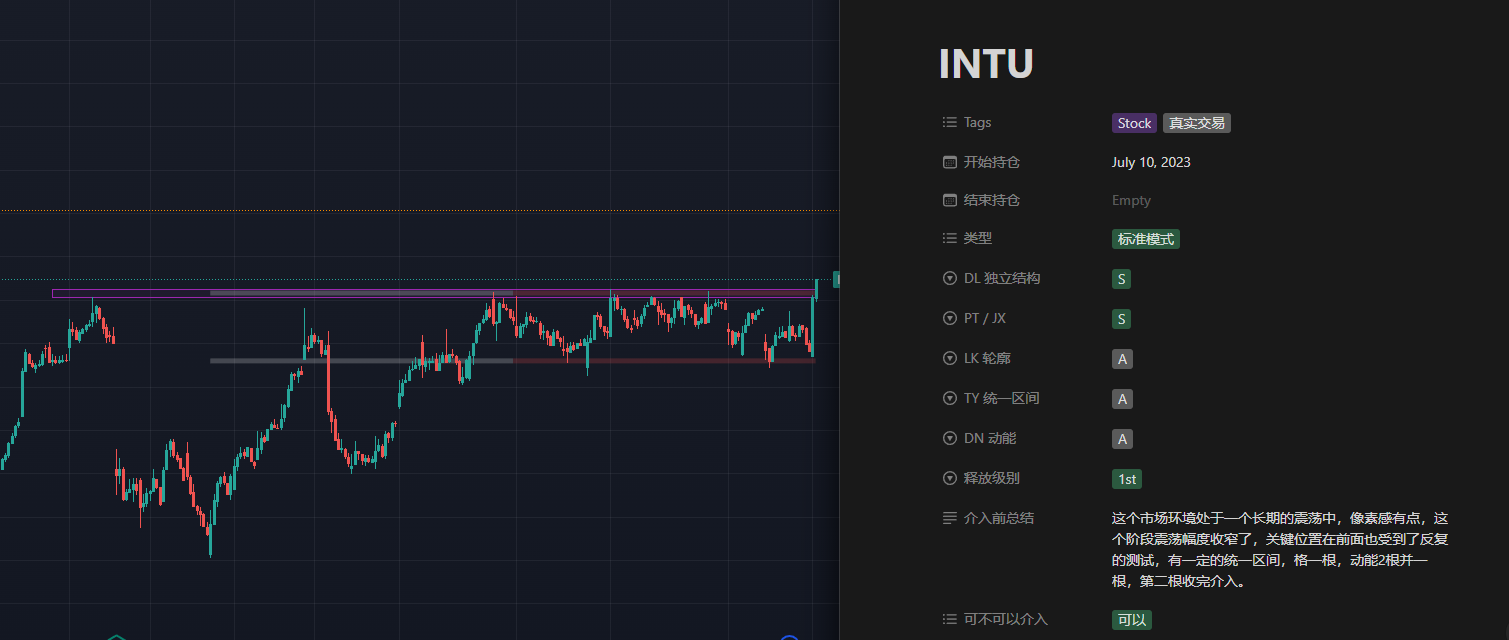 INTU
Tags Stock 真实交易
开始持仓 July 10, 2023
结束持仓 Empty
类型 标准模式
DL 独立结构 S
PT / JX S
LK 轮廓 A
TY 统一区间 A
DN 动能 A
释放级别 1st
介入前总结 这个市场环境处于一个长期的震荡中，像素感有点，这
个阶段震荡幅度收窄了，关键位置在前面也受到了反复
的测试，有一定的统一区间，格一根，动能2根并一
根，第二根收完介入。
可不可以介入 可以